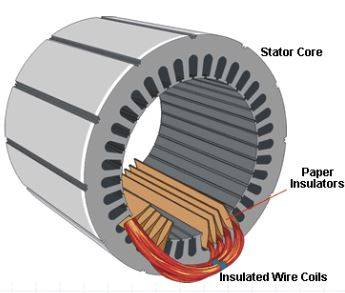 Stator Core
Paper
Insulators
Insulated Wire Coils